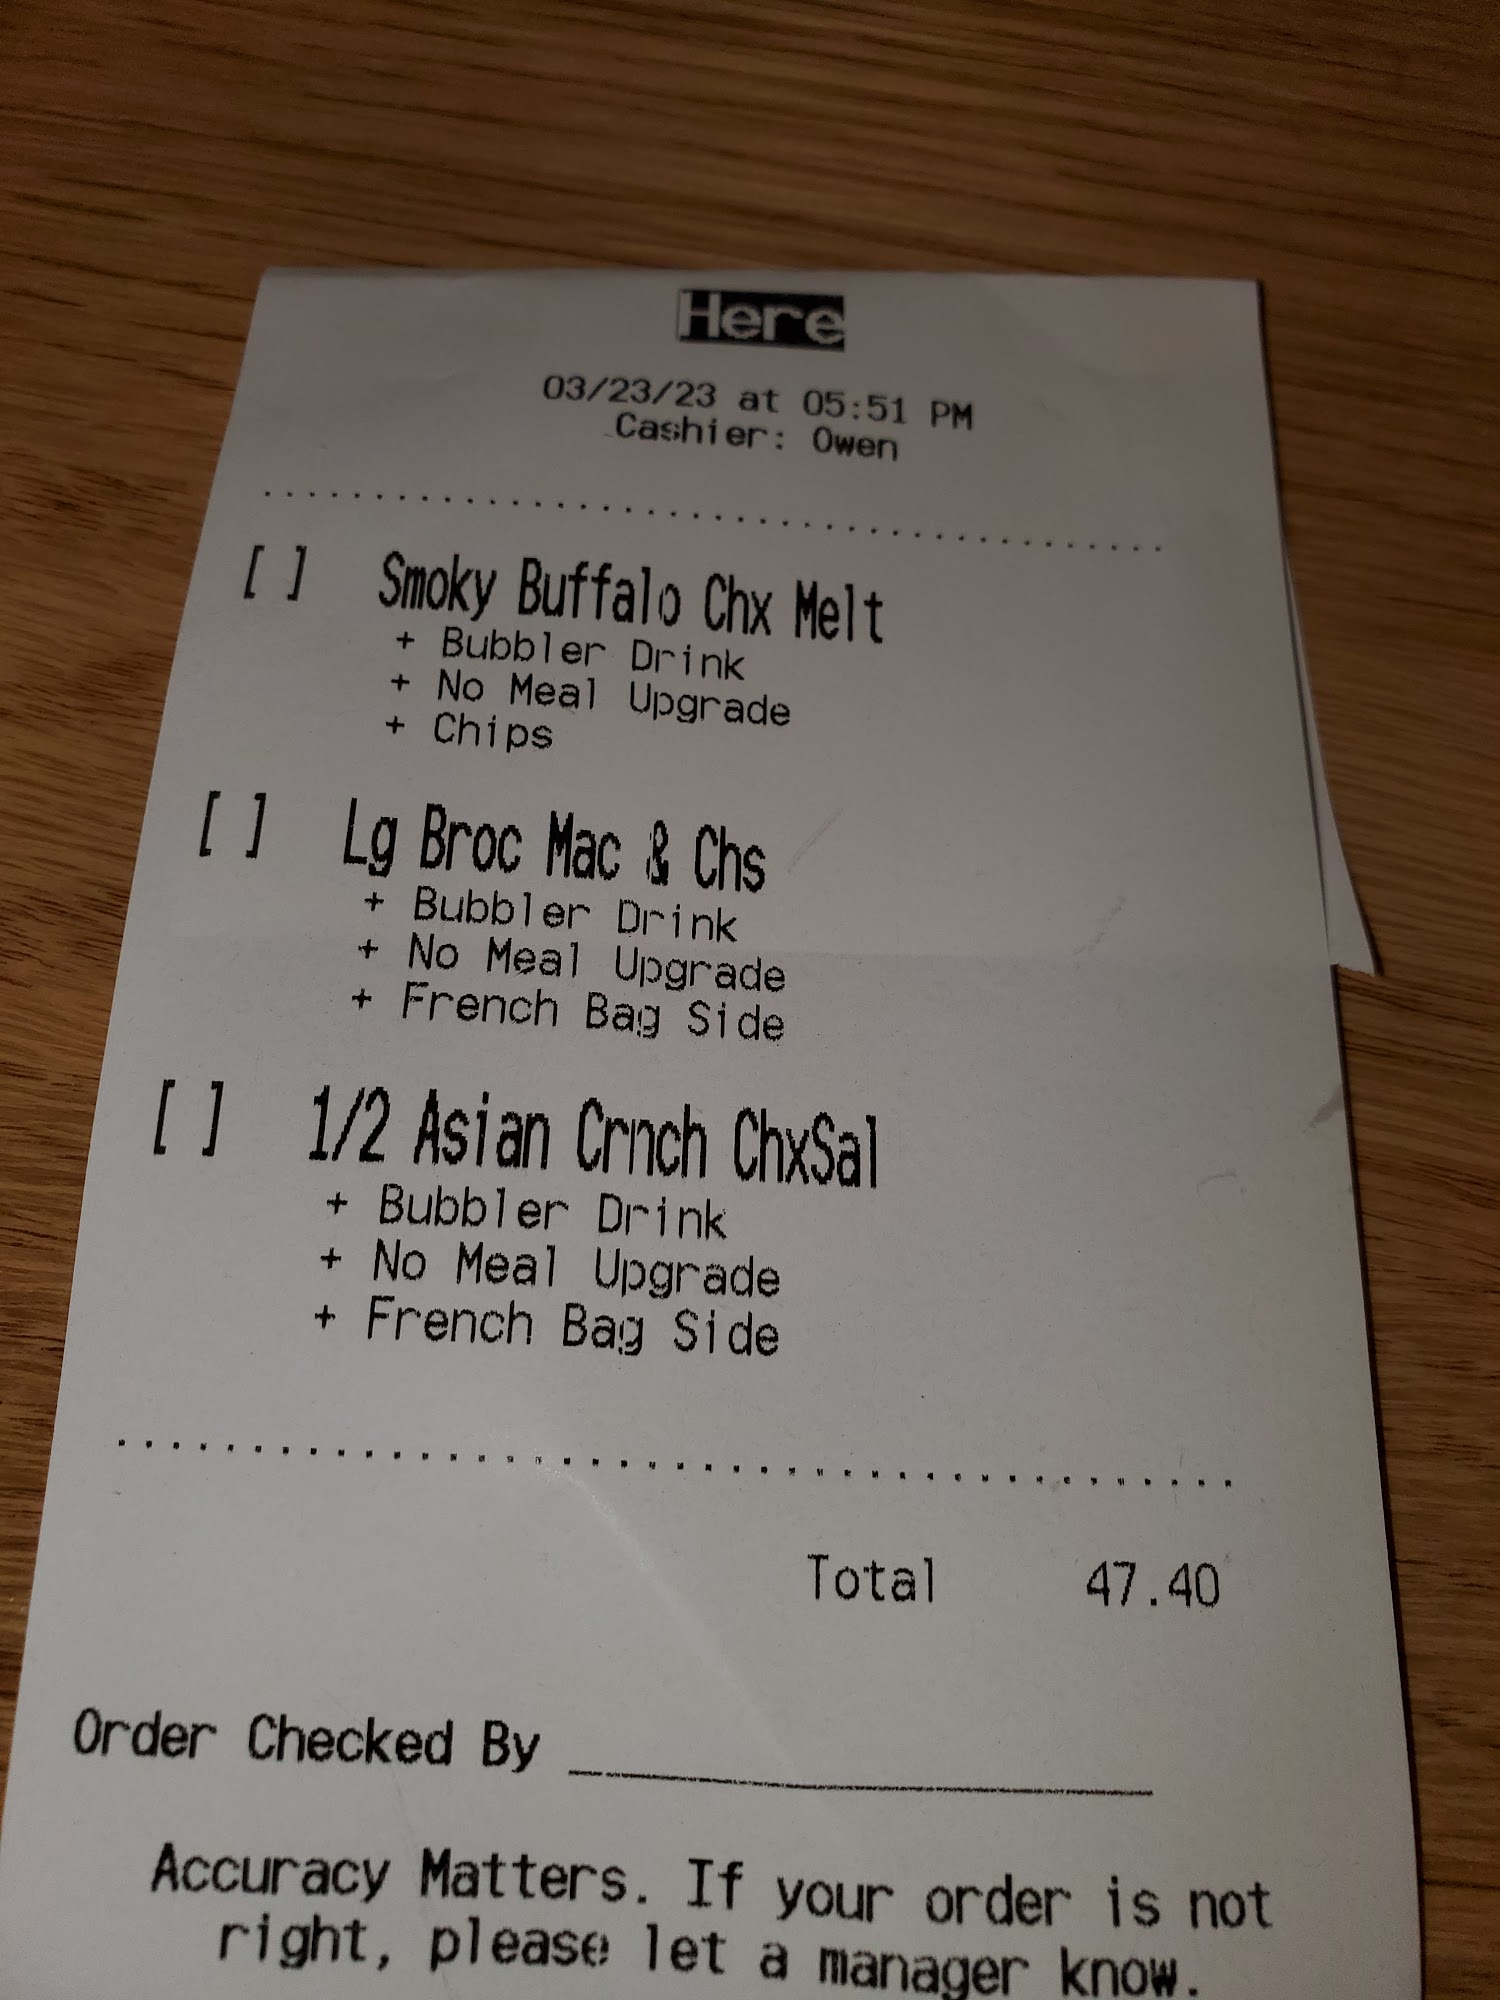 Here
03/23/23 at 05:51 PM
Cashier: Owen
[ ] Smoky Buffalo Chx Melt
+ Bubbler Drink
+ No Meal Upgrade
+ Chips
[ ] Lg Broc Mac & Chs
+ Bubbler Drink
+ No Meal Upgrade
+ French Bag Side
[ ] 1/2 Asian Crnch ChxSal
+ Bubbler Drink
+ No Meal Upgrade
+ French Bag Side
Total 47.40
Order Checked By
Accuracy Matters. If your order is not
right, please let a manager know.